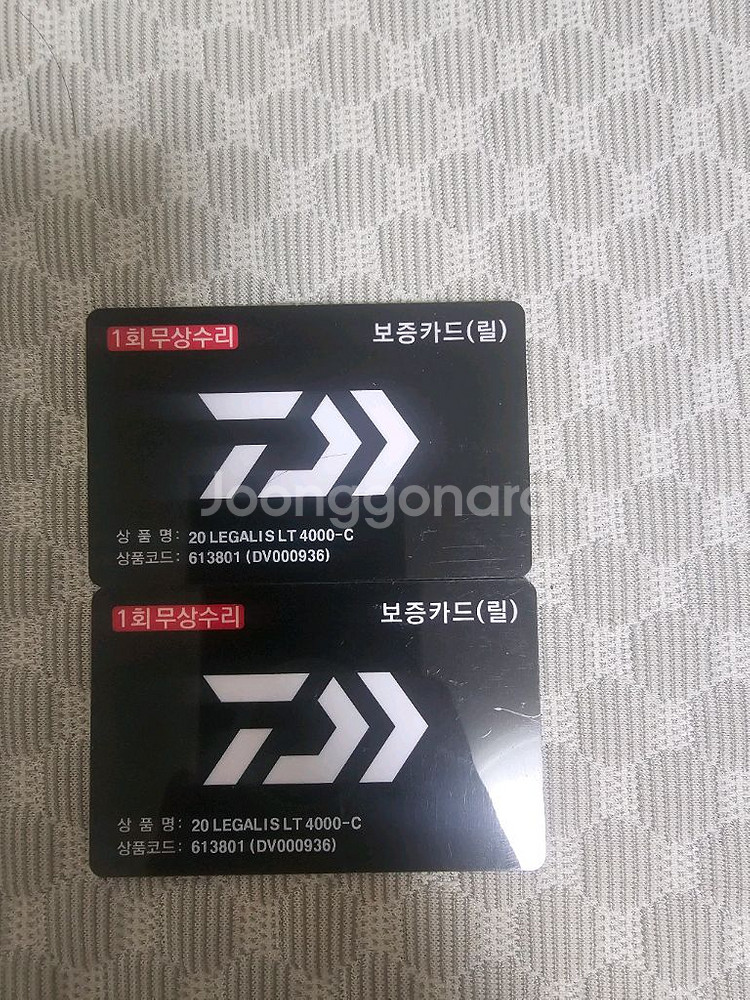 1회 무상수리
보증카드(릴)
Joonggonara
상 품 명: 20 LEGALIS LT 4000-C
상품코드: 613801 (DV000936)
1회 무상수리
보증카드(릴)
상 품 명: 20 LEGALIS LT 4000-C
상품코드: 613801 (DV000936)